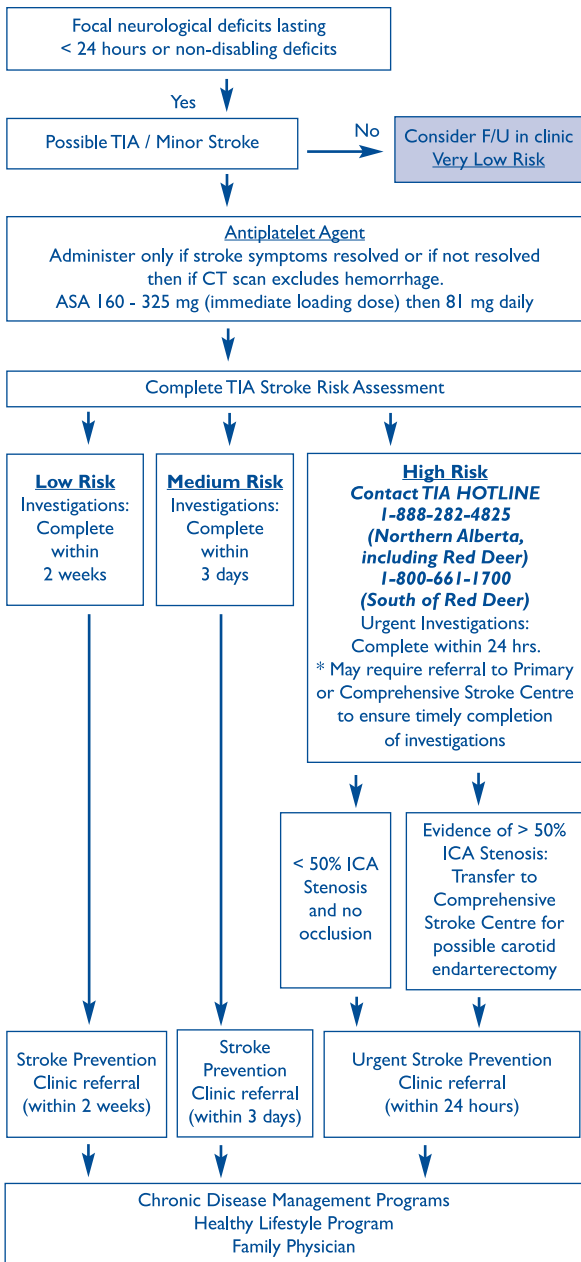 Focal neurological deficits lasting
< 24 hours or non-disabling deficits
Yes
Possible TIA / Minor Stroke
No
Consider F/U in clinic
Very Low Risk
Antiplatelet Agent
Administer only if stroke symptoms resolved or if not resolved
then if CT scan excludes hemorrhage.
ASA 160 - 325 mg (immediate loading dose) then 81 mg daily
Complete TIA Stroke Risk Assessment
Low Risk
Investigations:
Complete
within
2 weeks
Medium Risk
Investigations:
Complete
within
3 days
High Risk
Contact TIA HOTLINE
1-888-282-4825
(Northern Alberta,
including Red Deer)
1-800-661-1700
(South of Red Deer)
Urgent Investigations:
Complete within 24 hrs.
* May require referral to Primary
or Comprehensive Stroke Centre
to ensure timely completion
of investigations
< 50% ICA
Stenosis
and no
occlusion
Evidence of > 50%
ICA Stenosis:
Transfer to
Comprehensive
Stroke Centre for
possible carotid
endarterectomy
Stroke Prevention
Clinic referral
(within 2 weeks)
Stroke
Prevention
Clinic referral
(within 3 days)
Urgent Stroke Prevention
Clinic referral
(within 24 hours)
Chronic Disease Management Programs
Healthy Lifestyle Program
Family Physician